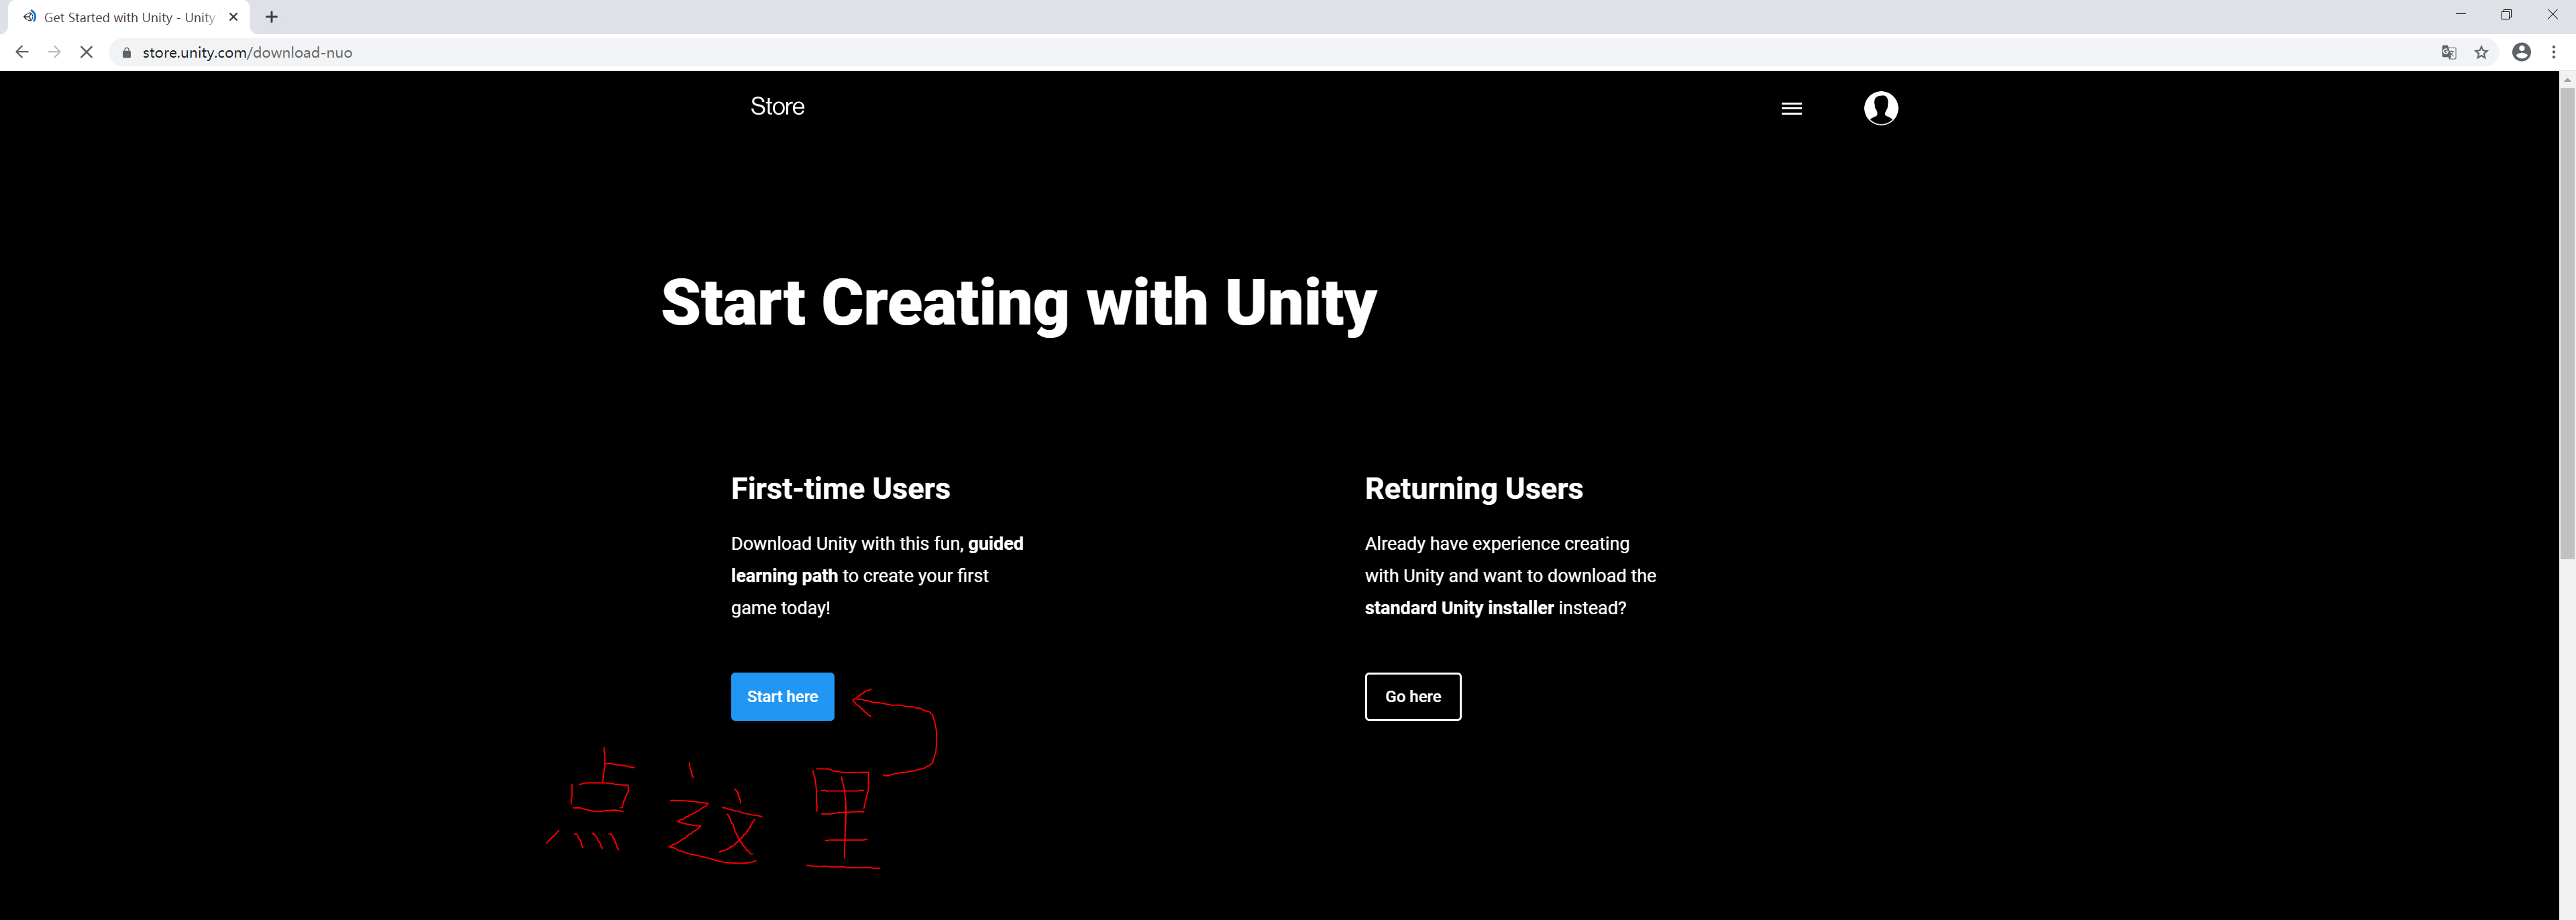 Get Started with Unity - Unity
store.unity.com/download-nuo
Store
Start Creating with Unity
First-time Users
Download Unity with this fun, guided
learning path to create your first
game today!
Start here
Returning Users
Already have experience creating
with Unity and want to download the
standard Unity installer instead?
Go here
点这里